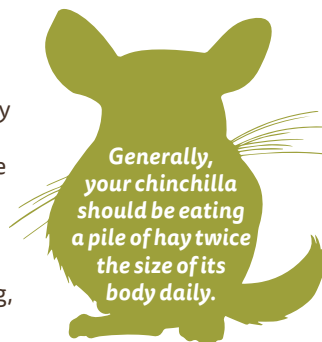 y
e
Generally,
your chinchilla
should be eating
a pile of hay twice
the size of its
body daily.
g,